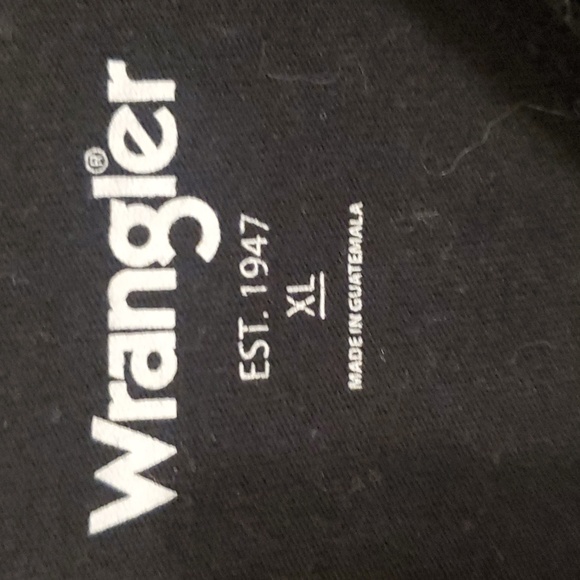 Wrangler®
EST. 1947
XL
MADE IN GUATEMALA